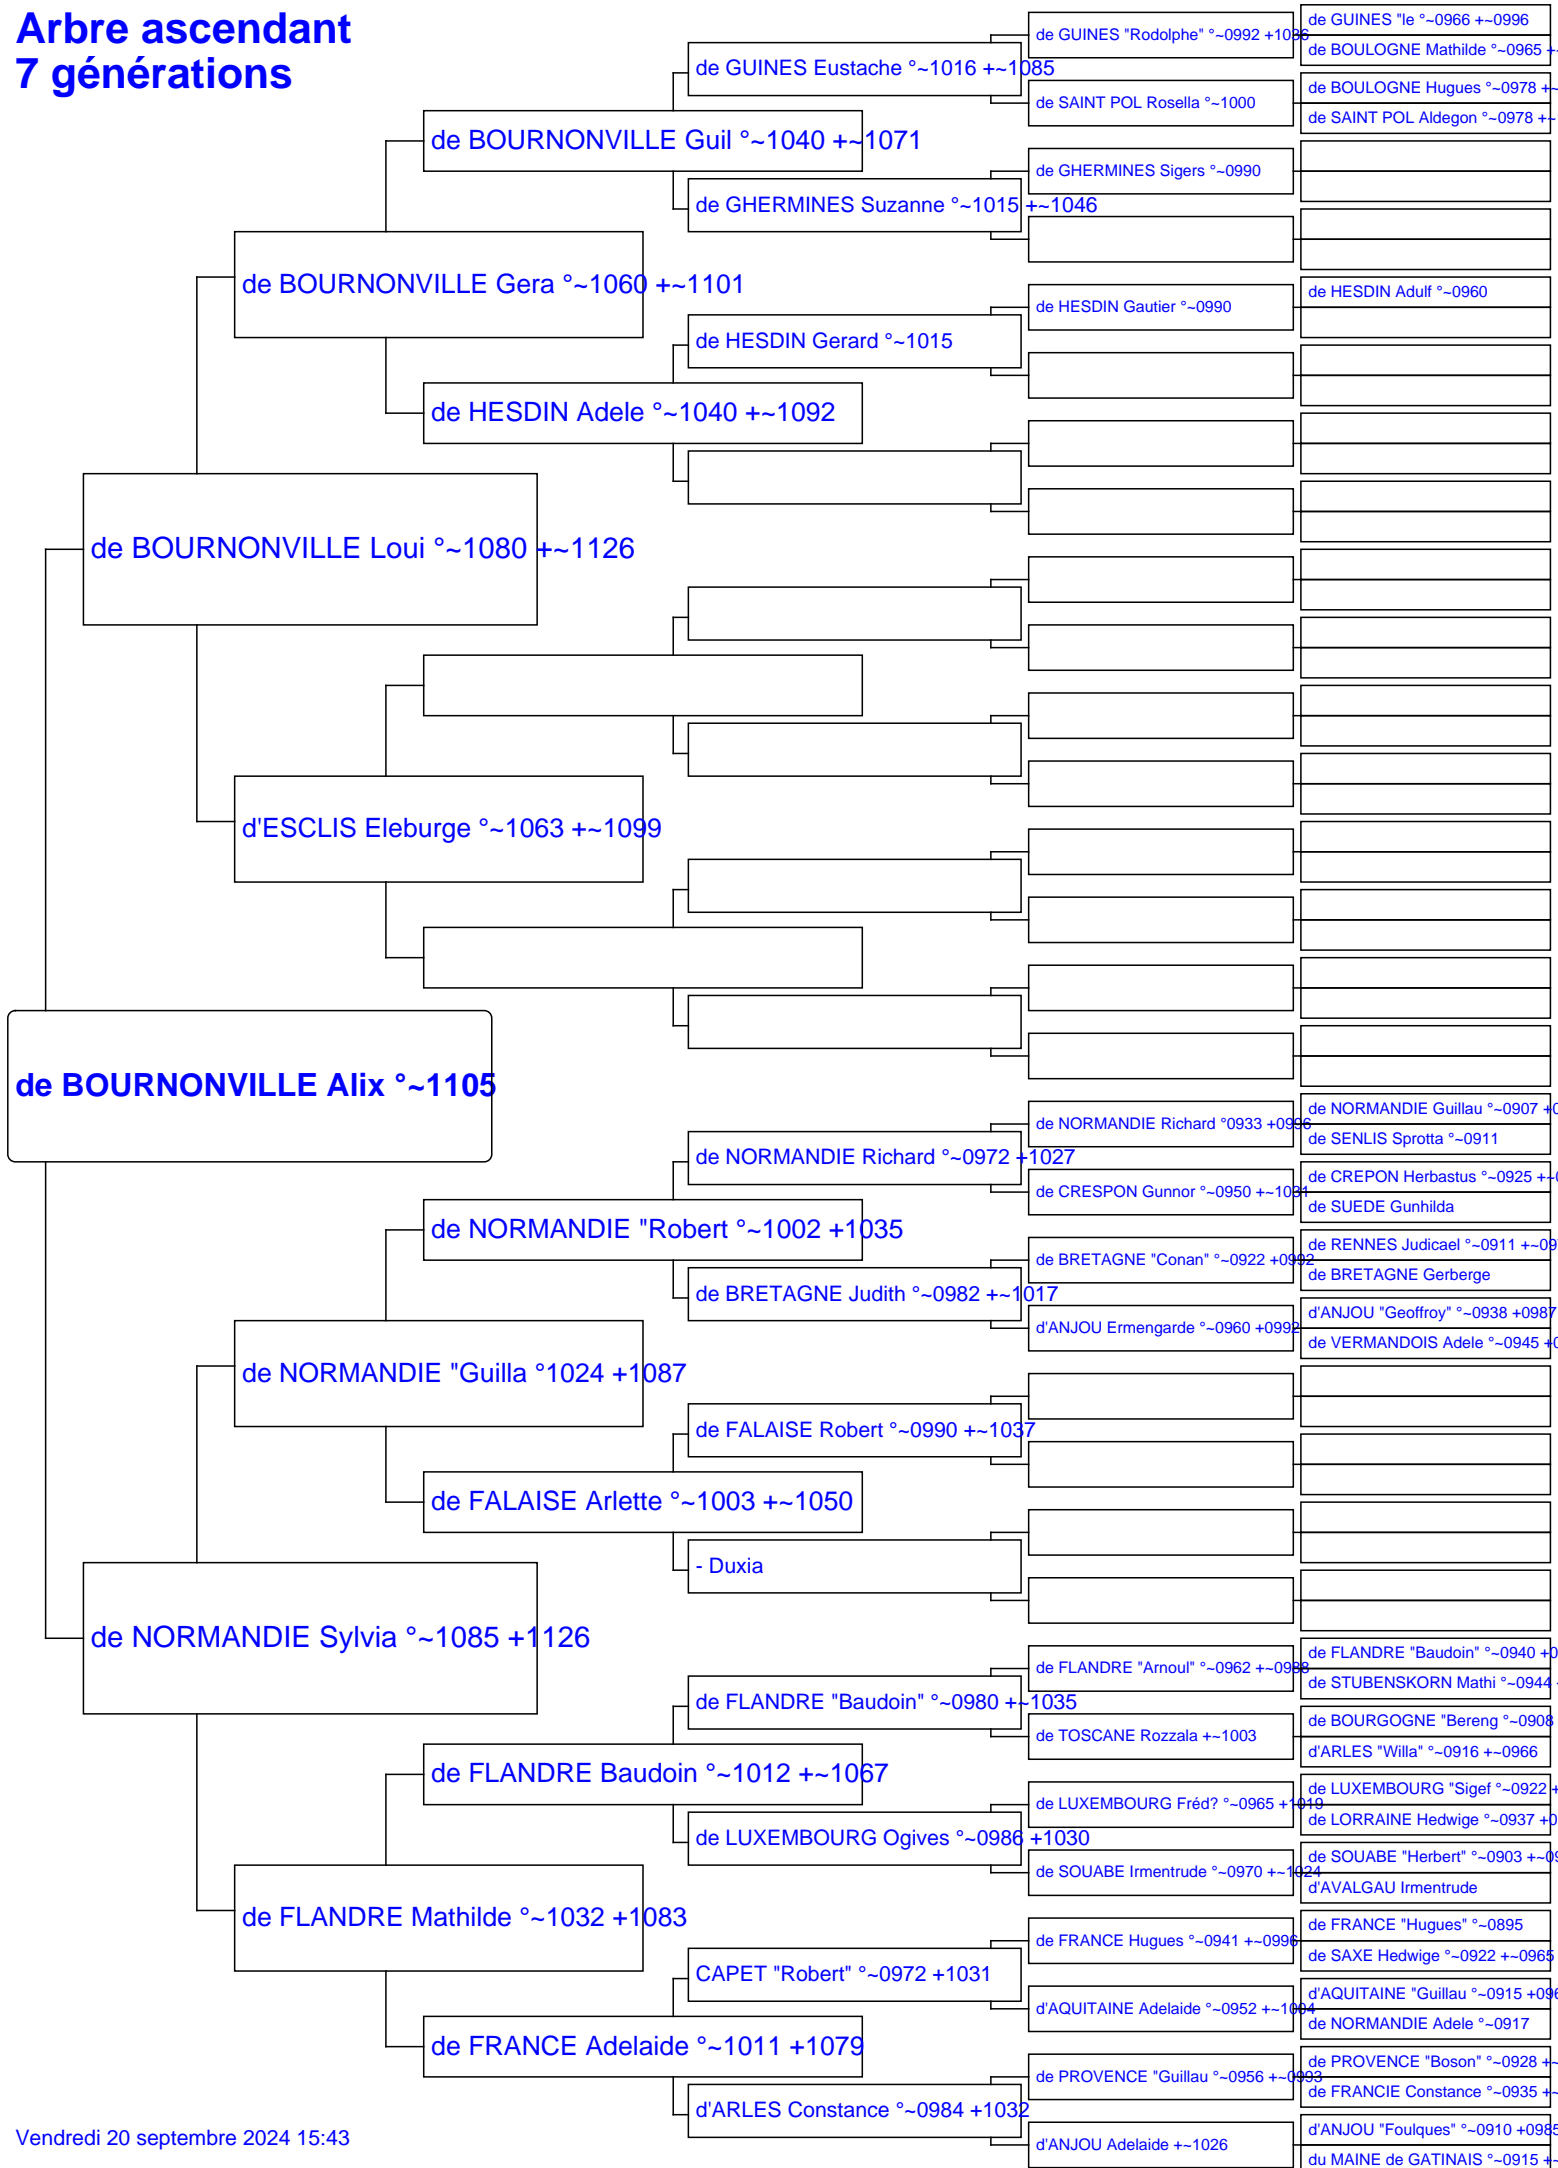 Arbre ascendant
7 générations
de BOURNONVILLE Alix °~1105
de BOURNONVILLE Loui °~1080 +~1126
de NORMANDIE Sylvia °~1085 +1126
de BOURNONVILLE Gera °~1060 +~1101
d'ESCLIS Eleburge °~1063 +~1099
de NORMANDIE "Guilla °1024 +1087
de FLANDRE Mathilde °~1032 +1083
de BOURNONVILLE Guil °~1040 +~1071
de HESDIN Adele °~1040 +~1092
de NORMANDIE "Robert °~1002 +1035
de FALAISE Arlette °~1003 +~1050
de FLANDRE Baudoin °~1012 +~1067
de FRANCE Adelaide °~1011 +1079
de GUINES Eustache °~1016 +~1085
de GHERMINES Suzanne °~1015 +~1046
de HESDIN Gerard °~1015
de NORMANDIE Richard °~0972 +1027
de BRETAGNE Judith °~0982 +~1017
de FALAISE Robert °~0990 +~1037
- Duxia
de FLANDRE "Baudoin" °~0980 +~1035
de LUXEMBOURG Ogives °~0986 +1030
CAPET "Robert" °~0972 +1031
d'ARLES Constance °~0984 +1032
de GUINES "Rodolphe" °~0992 +1036
de SAINT POL Rosella °~1000
de GHERMINES Sigers °~0990
de HESDIN Gautier °~0990
de NORMANDIE Richard °0933 +0996
de CRESPON Gunnor °~0950 +~1031
de BRETAGNE "Conan" °~0922 +0992
d'ANJOU Ermengarde °~0960 +0992
de FLANDRE "Arnoul" °~0962 +~0988
de TOSCANE Rozzala +~1003
de LUXEMBOURG Fréd? °~0965 +1019
de SOUABE Irmentrude °~0970 +~1024
de FRANCE Hugues °~0941 +~0996
d'AQUITAINE Adelaide °~0952 +~1004
de PROVENCE "Guillau °~0956 +~0993
d'ANJOU Adelaide +~1026
de GUINES "le °~0966 +~0996
de BOULOGNE Mathilde °~0965 +~
de BOULOGNE Hugues °~0978 +~
de SAINT POL Aldegon °~0978 +~
de HESDIN Adulf °~0960
de NORMANDIE Guillau °~0907 +0
de SENLIS Sprotta °~0911
de CREPON Herbastus °~0925 +~0
de SUEDE Gunhilda
de RENNES Judicael °~0911 +~09
de BRETAGNE Gerberge
d'ANJOU "Geoffroy" °~0938 +0987
de VERMANDOIS Adele °~0945 +0
de FLANDRE "Baudoin" °~0940 +0
de STUBENSKORN Mathi °~0944
de BOURGOGNE "Bereng °~0908
d'ARLES "Willa" °~0916 +~0966
de LUXEMBOURG "Sigef °~0922 +
de LORRAINE Hedwige °~0937 +0
de SOUABE "Herbert" °~0903 +~09
d'AVALGAU Irmentrude
de FRANCE "Hugues" °~0895
de SAXE Hedwige °~0922 +~0965
d'AQUITAINE "Guillau °~0915 +096
de NORMANDIE Adele °~0917
de PROVENCE "Boson" °~0928 +~
de FRANCIE Constance °~0935 +~
d'ANJOU "Foulques" °~0910 +0985
du MAINE de GATINAIS °~0915 +~
Vendredi 20 septembre 2024 15:43